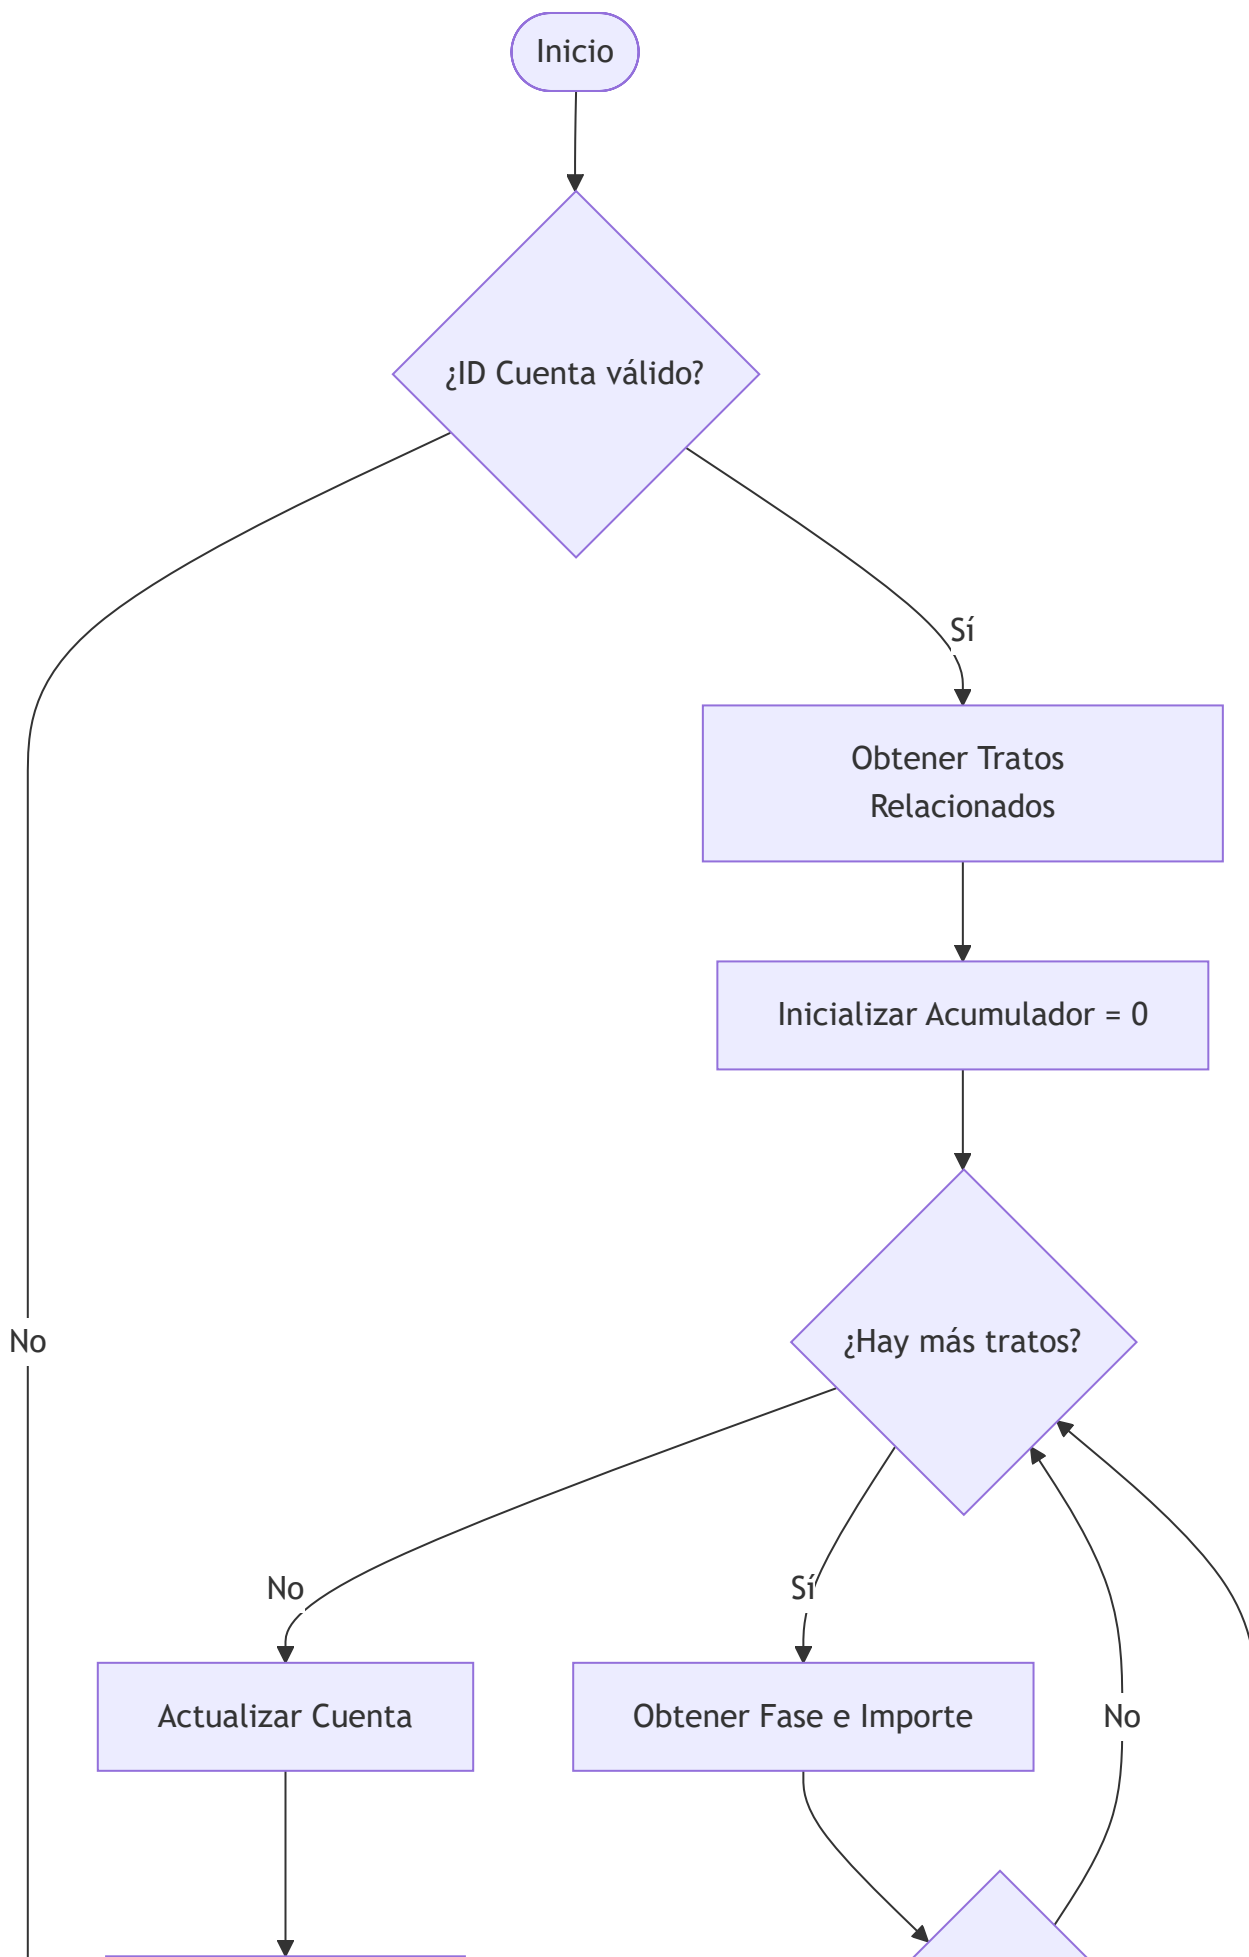 Inicio
¿ID Cuenta válido?
Sí
Obtener Tratos
Relacionados
Inicializar Acumulador = 0
No
¿Hay más tratos?
No
Sí
Actualizar Cuenta
Obtener Fase e Importe
No